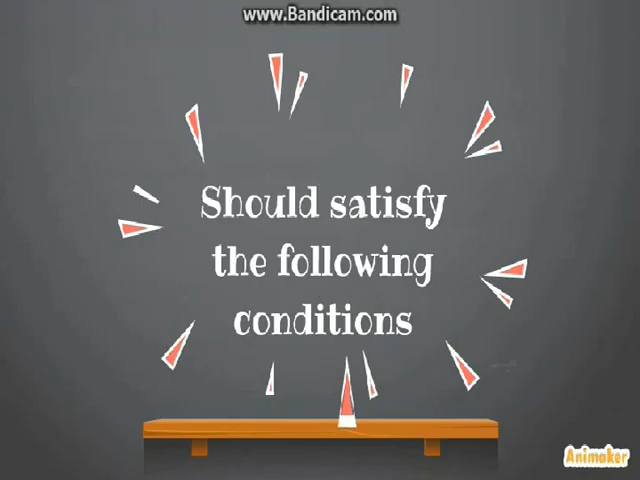 www.Bandicam.com
Should satisfy
the following
conditions
Animaker